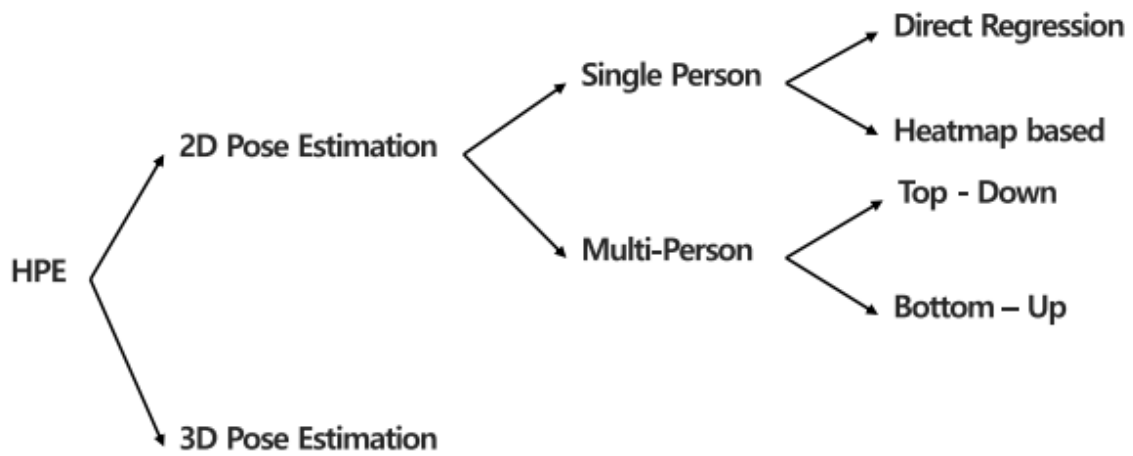 Direct Regression
Single Person
Heatmap based
2D Pose Estimation
Top - Down
Multi-Person
HPE
Bottom – Up
3D Pose Estimation